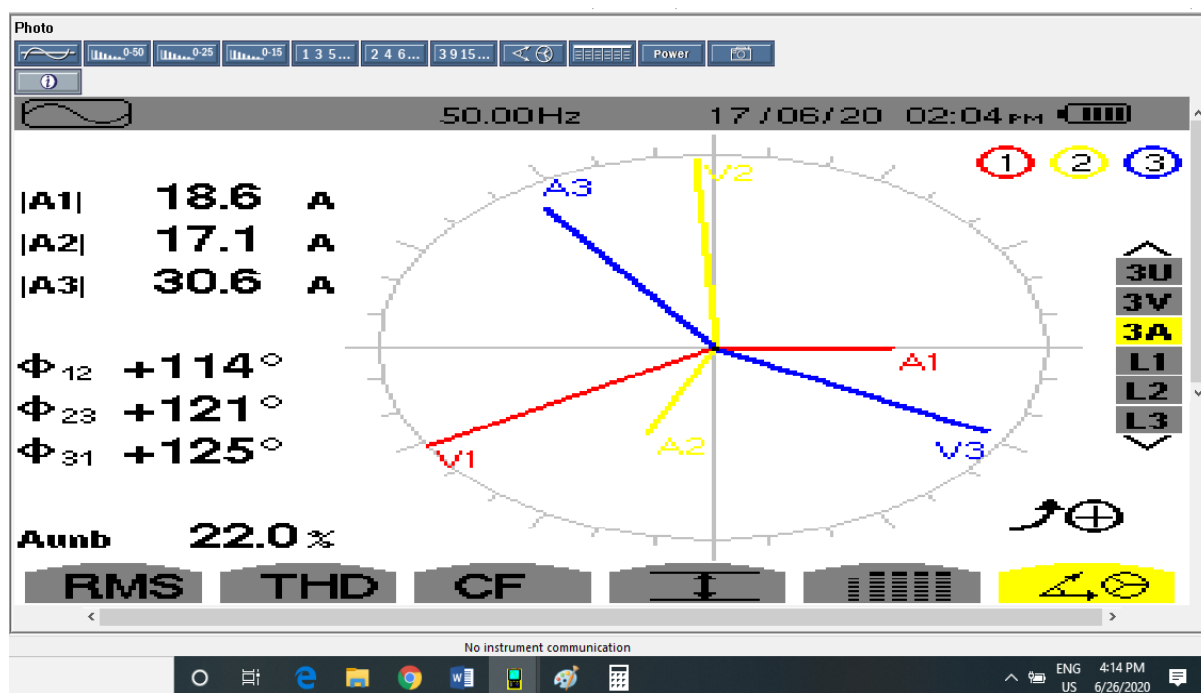 Photo
0-50 0-25 0-15 1 3 5... 2 4 6... 3 9 15... Power
50.00Hz 17/06/20 02:04 PM
1 2 3
V2
A3
|A1| 18.6 A
|A2| 17.1 A
|A3| 30.6 A
3U
3V
3A
L1
L2
L3
A1
Φ12 +114°
Φ23 +121°
Φ31 +125°
A2
V3
V1
Aunb 22.0 %
RMS THD CF
No instrument communication
ENG 4:14 PM
US 6/26/2020